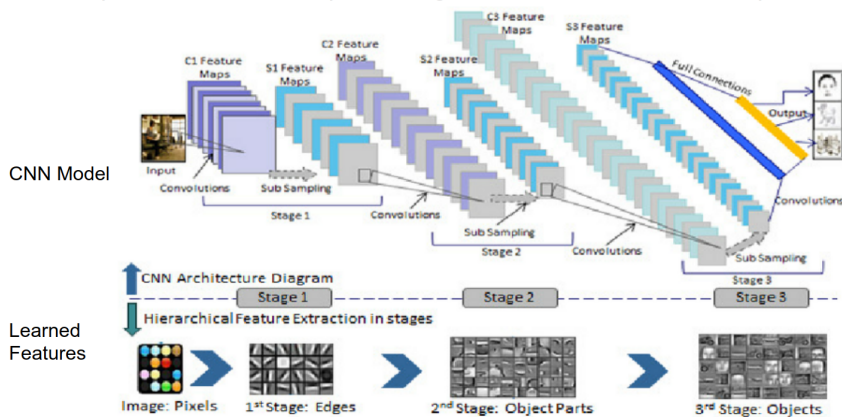 C3 Feature
Maps
S3 Feature
Maps
C2 Feature
Maps
C1 Feature
Maps
S1 Feature
Maps
S2 Feature
Maps
Full Connections
Output
Input
CNN Model
Convolutions
Sub Sampling
Stage 1
Convolutions
Sub Sampling
Stage 2
Convolutions
Convolutions
Sub Sampling
Stage 3
CNN Architecture Diagram
Stage 1
Stage 2
Stage 3
Hierarchical Feature Extraction in stages
Learned
Features
Image: Pixels
1st Stage: Edges
2nd Stage: Object Parts
3rd Stage: Objects